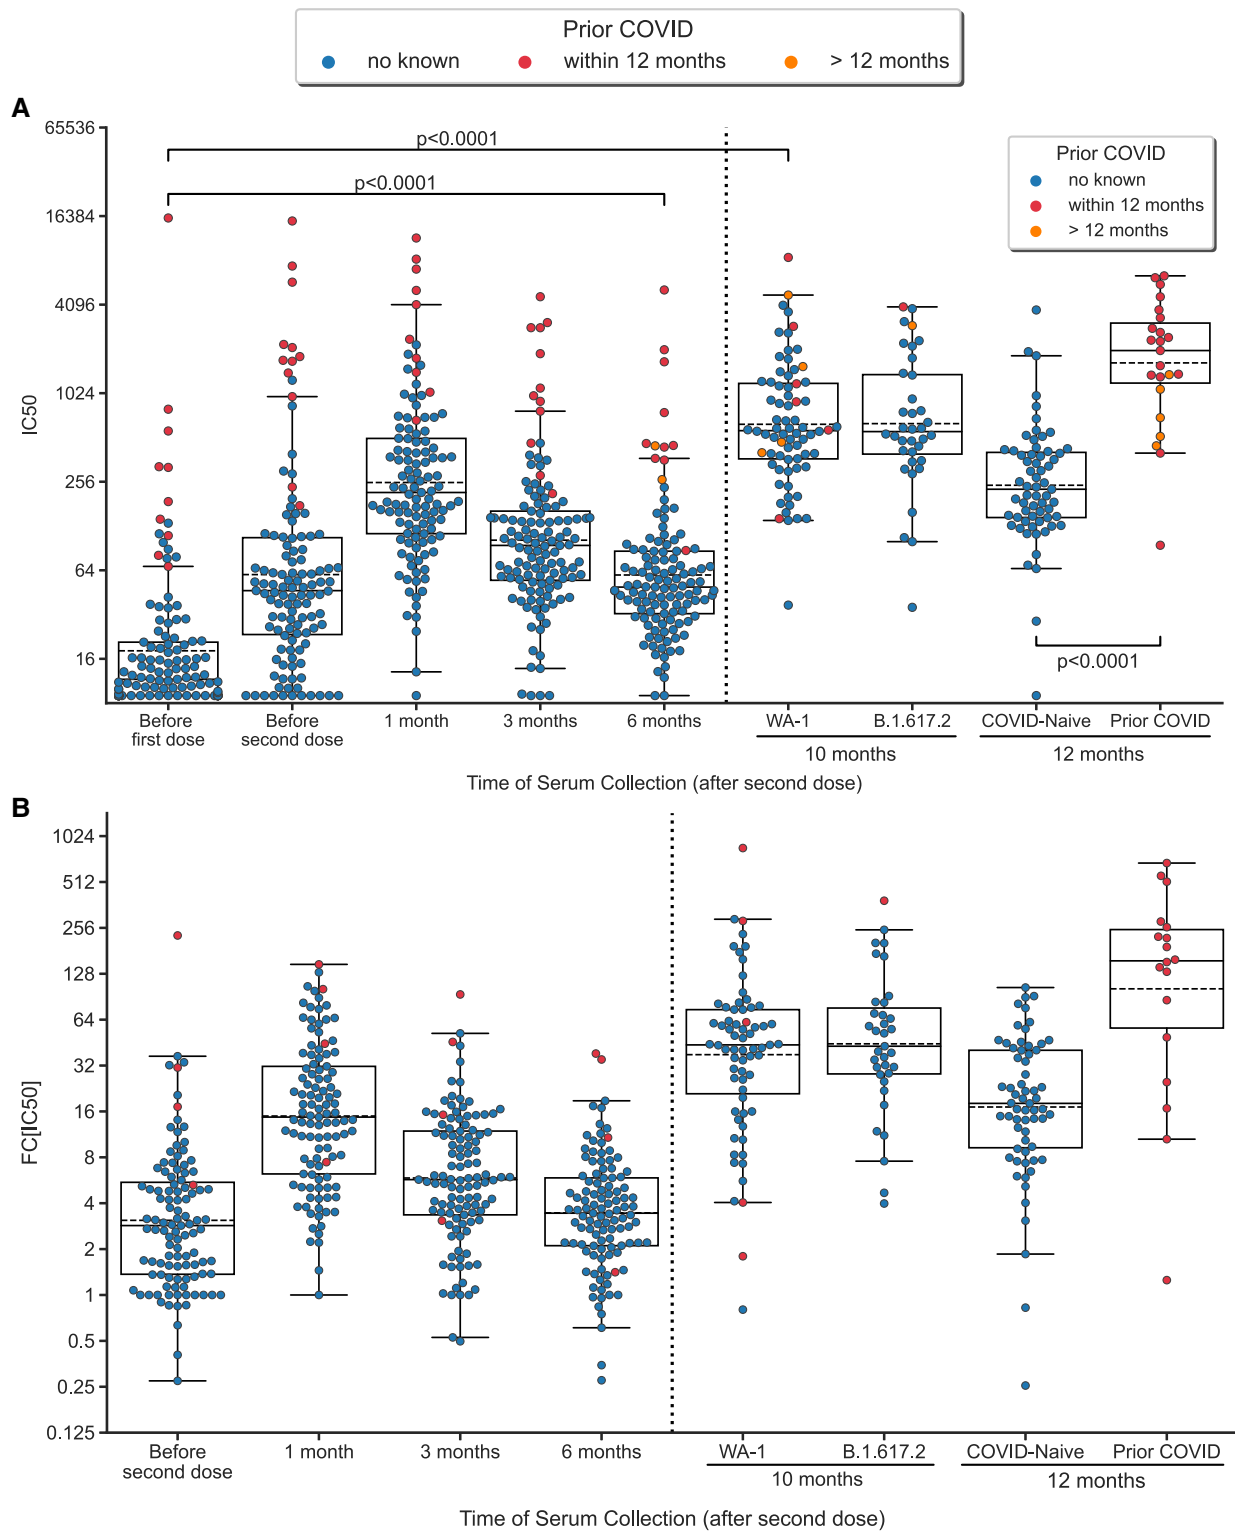 Prior COVID
no known within 12 months > 12 months
A
65536
16384
4096
1024
256
64
16
IC50
p<0.0001
p<0.0001
Prior COVID
no known
within 12 months
> 12 months
p<0.0001
Before first dose
Before second dose
1 month
3 months
6 months
WA-1
B.1.617.2
COVID-Naive
Prior COVID
10 months
12 months
Time of Serum Collection (after second dose)
B
1024
512
256
128
64
32
16
8
4
2
1
0.5
0.25
0.125
FC[IC50]
Before second dose
1 month
3 months
6 months
WA-1
B.1.617.2
COVID-Naive
Prior COVID
10 months
12 months
Time of Serum Collection (after second dose)